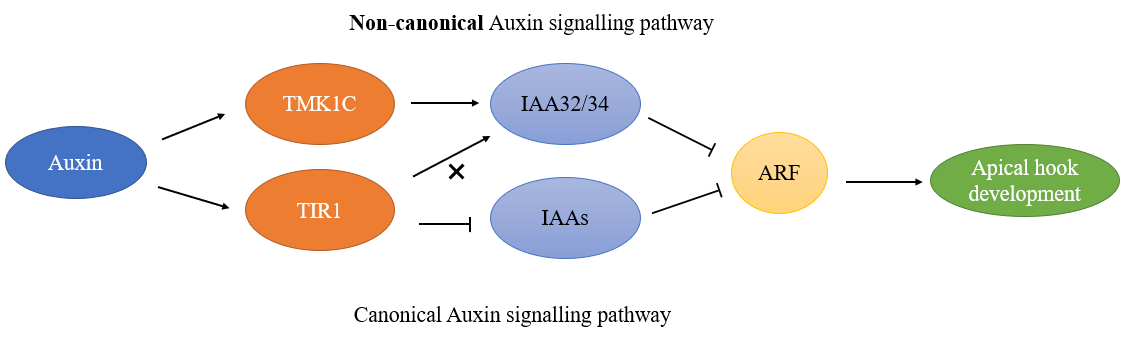 Non-canonical Auxin signalling pathway
TMK1C
IAA32/34
Auxin
ARF
Apical hook
development
TIR1
IAAs
Canonical Auxin signalling pathway